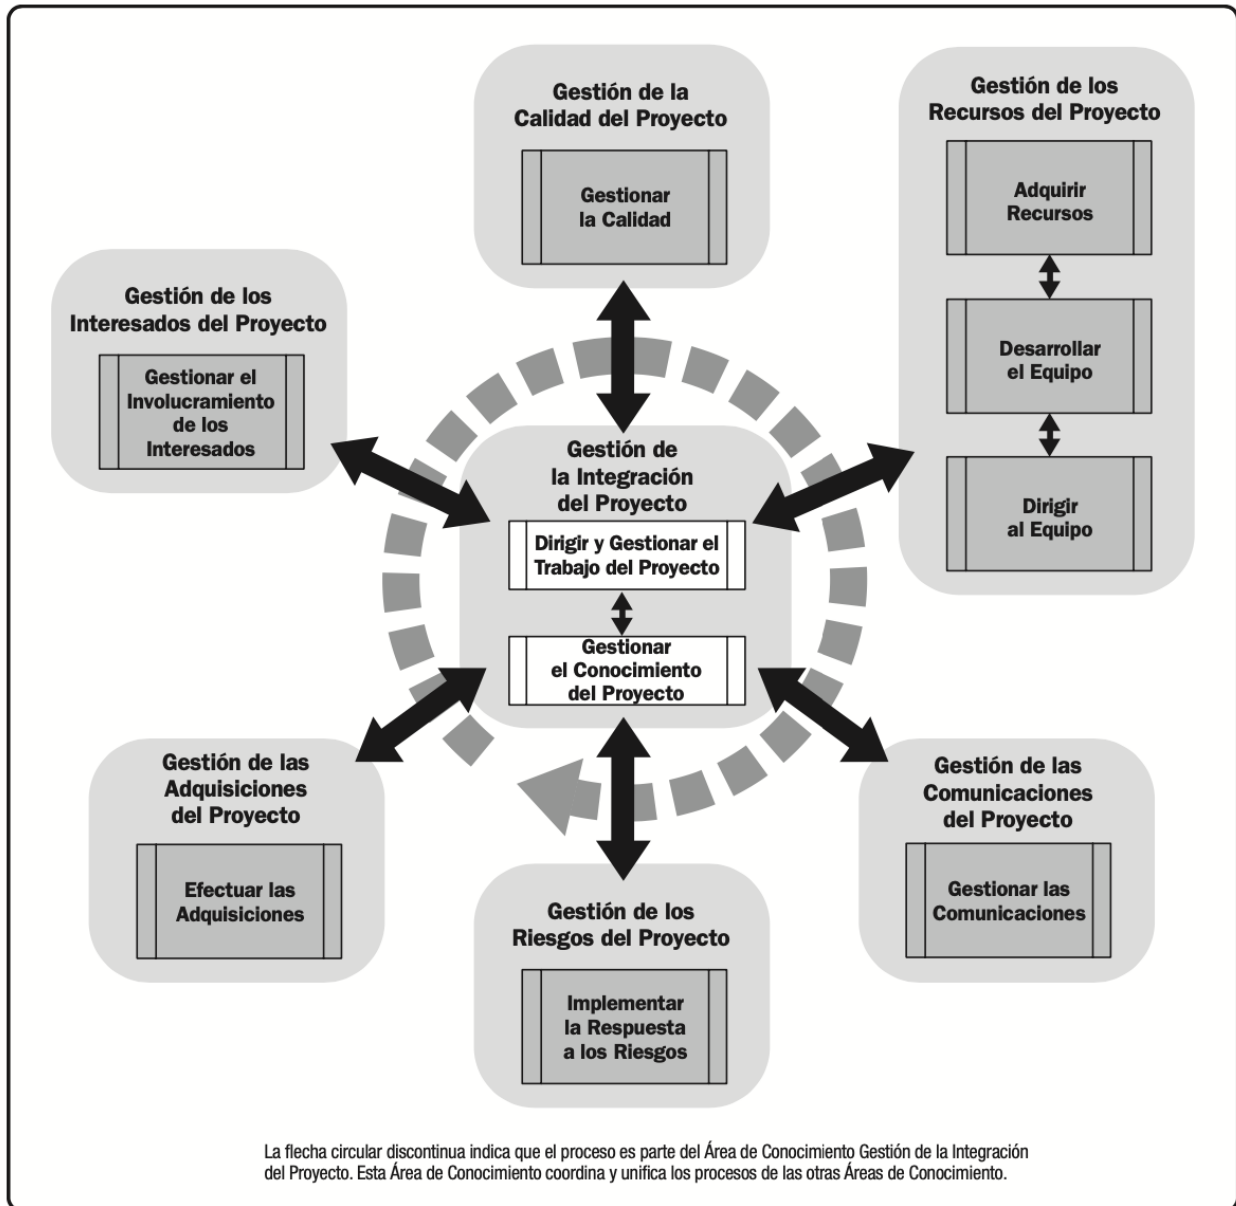 Gestión de la
Calidad del Proyecto
Gestionar
la Calidad
Gestión de los
Recursos del Proyecto
Adquirir
Recursos
Desarrollar
el Equipo
Dirigir
al Equipo
Gestión de los
Interesados del Proyecto
Gestionar el
Involucramiento
de los
Interesados
Gestión de
la Integración
del Proyecto
Dirigir y Gestionar el
Trabajo del Proyecto
Gestionar
el Conocimiento
del Proyecto
Gestión de las
Adquisiciones
del Proyecto
Efectuar las
Adquisiciones
Gestión de los
Riesgos del Proyecto
Implementar
la Respuesta
a los Riesgos
Gestión de las
Comunicaciones
del Proyecto
Gestionar las
Comunicaciones
La flecha circular discontinua indica que el proceso es parte del Área de Conocimiento Gestión de la Integración
del Proyecto. Esta Área de Conocimiento coordina y unifica los procesos de las otras Áreas de Conocimiento.